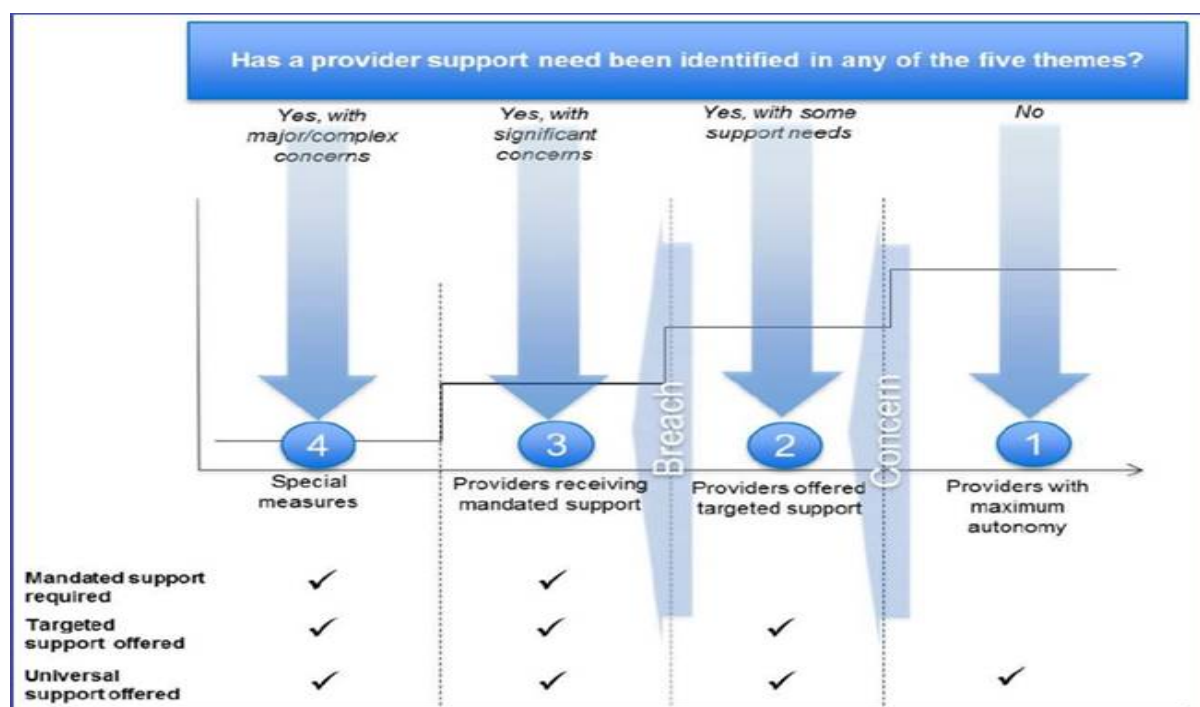 Has a provider support need been identified in any of the five themes?
Yes, with
major/complex
concerns
Yes, with
significant
concerns
Yes, with some
support needs
No
Breach
Concern
4
3
2
1
Special
measures
Providers receiving
mandated support
Providers offered
targeted support
Providers with
maximum
autonomy
Mandated support
required
✓ ✓
Targeted
support offered
✓ ✓ ✓
Universal
support offered
✓ ✓ ✓ ✓